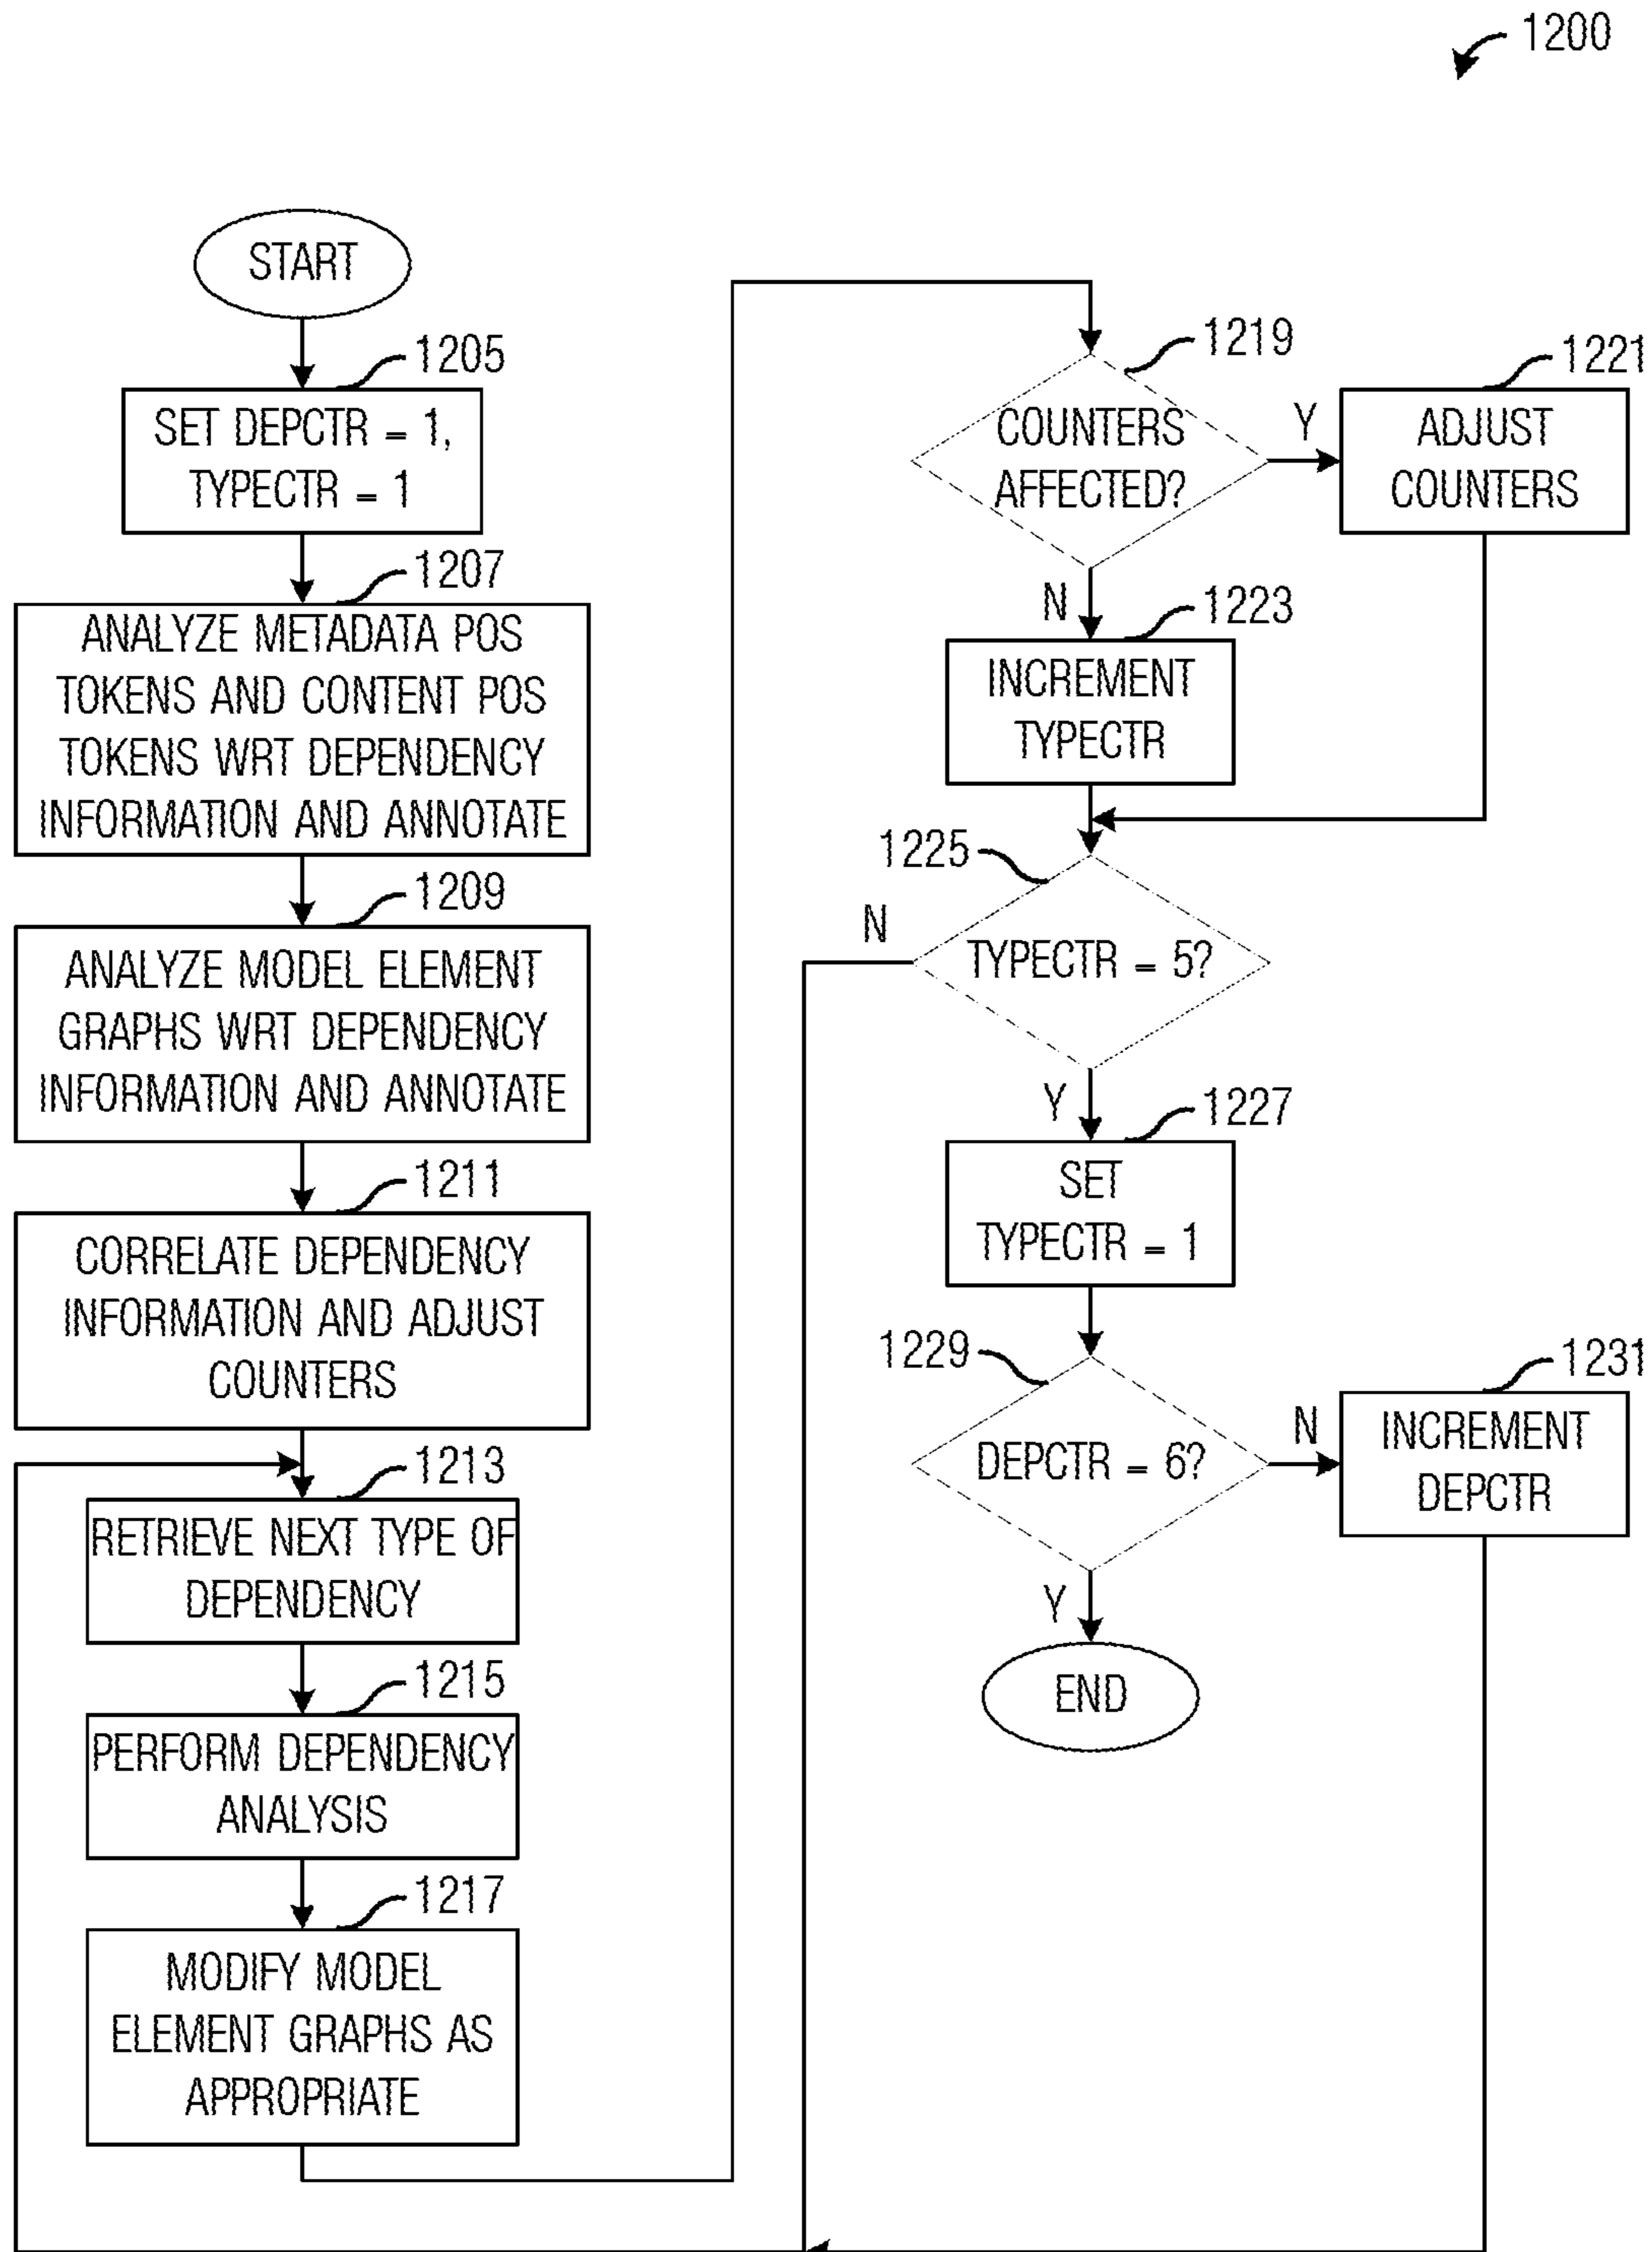 1200
START
1205
SET DEPCTR = 1,
TYPECTR = 1
1207
ANALYZE METADATA POS
TOKENS AND CONTENT POS
TOKENS WRT DEPENDENCY
INFORMATION AND ANNOTATE
1209
ANALYZE MODEL ELEMENT
GRAPHS WRT DEPENDENCY
INFORMATION AND ANNOTATE
1211
CORRELATE DEPENDENCY
INFORMATION AND ADJUST
COUNTERS
1213
RETRIEVE NEXT TYPE OF
DEPENDENCY
1215
PERFORM DEPENDENCY
ANALYSIS
1217
MODIFY MODEL
ELEMENT GRAPHS AS
APPROPRIATE
1219
COUNTERS
AFFECTED?
Y
1221
ADJUST
COUNTERS
N
1223
INCREMENT
TYPECTR
1225
TYPECTR = 5?
N
Y
1227
SET
TYPECTR = 1
1229
DEPCTR = 6?
N
1231
INCREMENT
DEPCTR
Y
END